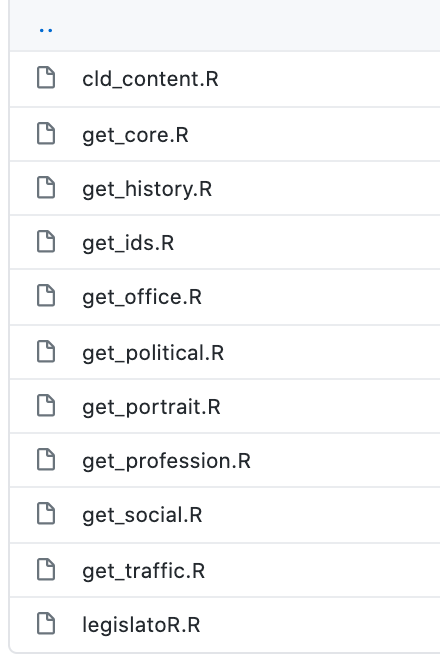 ..
cld_content.R
get_core.R
get_history.R
get_ids.R
get_office.R
get_political.R
get_portrait.R
get_profession.R
get_social.R
get_traffic.R
legislatoR.R